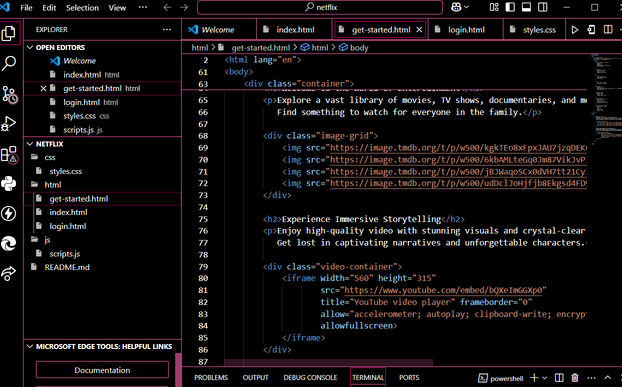 File Edit Selection View ... netflix
EXPLORER ...
OPEN EDITORS
Welcome
index.html html
get-started.html html
login.html html
styles.css css
scripts.js js
NETFLIX
css
styles.css
html
get-started.html
index.html
login.html
js
scripts.js
README.md
MICROSOFT EDGE TOOLS: HELPFUL LINKS
Documentation
Welcome index.html get-started.html login.html styles.css
html > get-started.html > html > body
2 <html lang="en">
61 <body>
63 <div class="container">
65 <p>Explore a vast library of movies, TV shows, documentaries, and
66 Find something to watch for everyone in the family.</p>
67
68 <div class="image-grid">
69 <img src="https://image.tmdb.org/t/p/w500/
70 <img src="https://image.tmdb.org/t/p/w500/
71 <img src="https://image.tmdb.org/t/p/w500/
72 <img src="https://image.tmdb.org/t/p/w500/
73 </div>
74
75 <h2>Experience Immersive Storytelling</h2>
76 <p>Enjoy high-quality video with stunning visuals and crystal-clear
77 Get lost in captivating narratives and unforgettable characters.
78
79 <div class="video-container">
80 <iframe width="560" height="315"
81 src="https://www.youtube.com/embed/bQXeImGGXp0"
82 title="YouTube video player" frameborder="0"
83 allow="accelerometer; autoplay; clipboard-write; encryp
84 allowfullscreen>
85 </iframe>
86 </div>
87
PROBLEMS OUTPUT DEBUG CONSOLE TERMINAL PORTS powershell